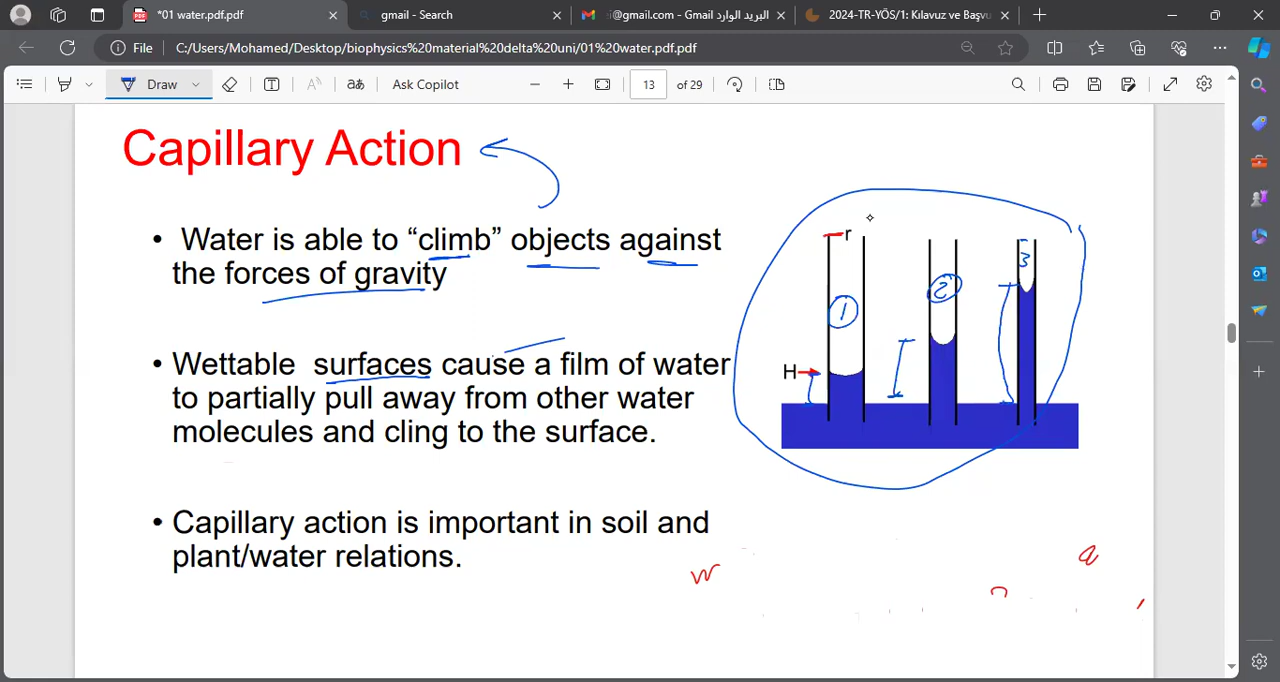 *01 water.pdf.pdf
gmail - Search
i@gmail.com - Gmail البريد الوارد
2024-TR-YÖS/1: Kılavuz ve Başvu
File
C:/Users/Mohamed/Desktop/biophysics%20material%20delta%20uni/01%20water.pdf.pdf
Draw
aあ
Ask Copilot
13 of 29
Capillary Action
• Water is able to “climb” objects against
the forces of gravity
• Wettable surfaces cause a film of water
to partially pull away from other water
molecules and cling to the surface.
• Capillary action is important in soil and
plant/water relations.
r
1
2
3
H
w
a